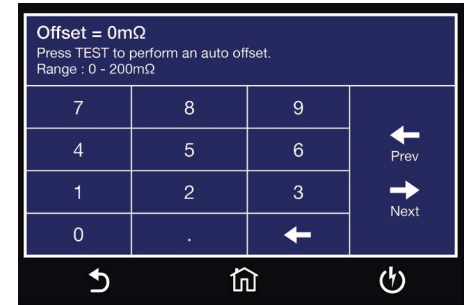 Offset = 0mΩ
Press TEST to perform an auto offset.
Range : 0 - 200mΩ
7 8 9
4 5 6
Prev
1 2 3
Next
0 .